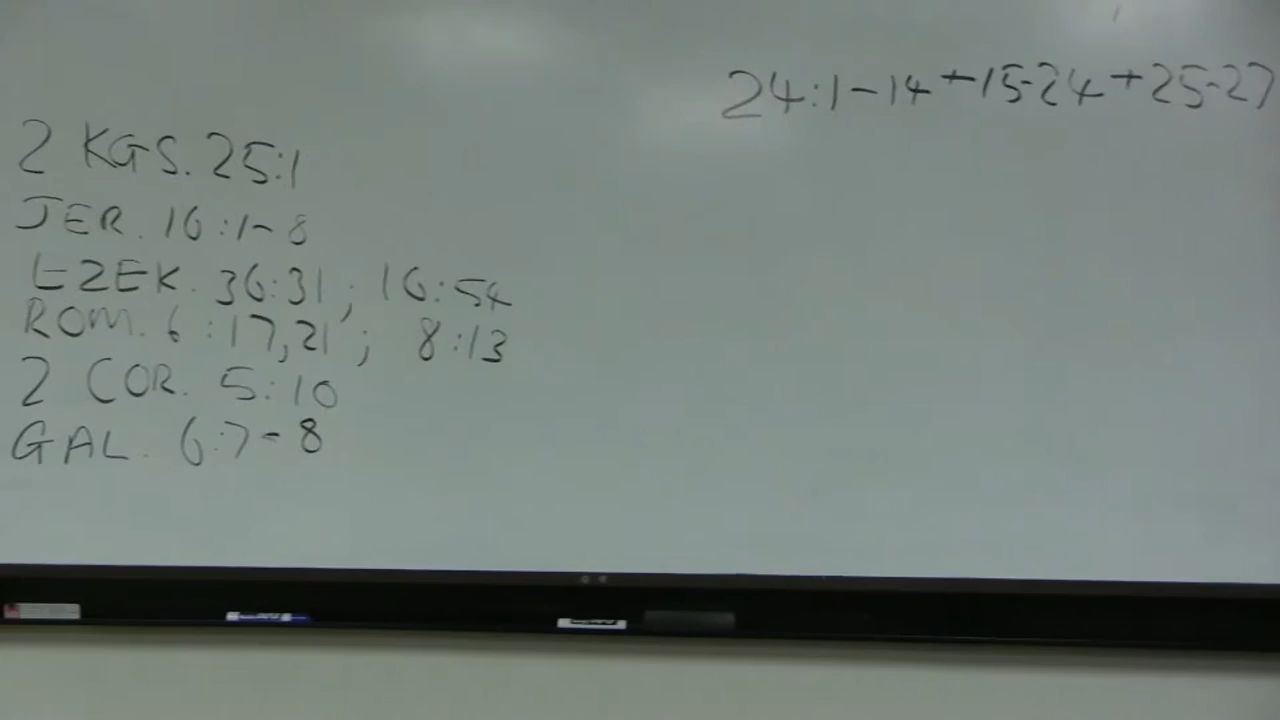 24:1-14 + 15-24 + 25-27
2 KGS. 25:1
JER. 16:1-8
EZEK. 36:31; 16:54
ROM. 6:17,21; 8:13
2 COR. 5:10
GAL. 6:7-8